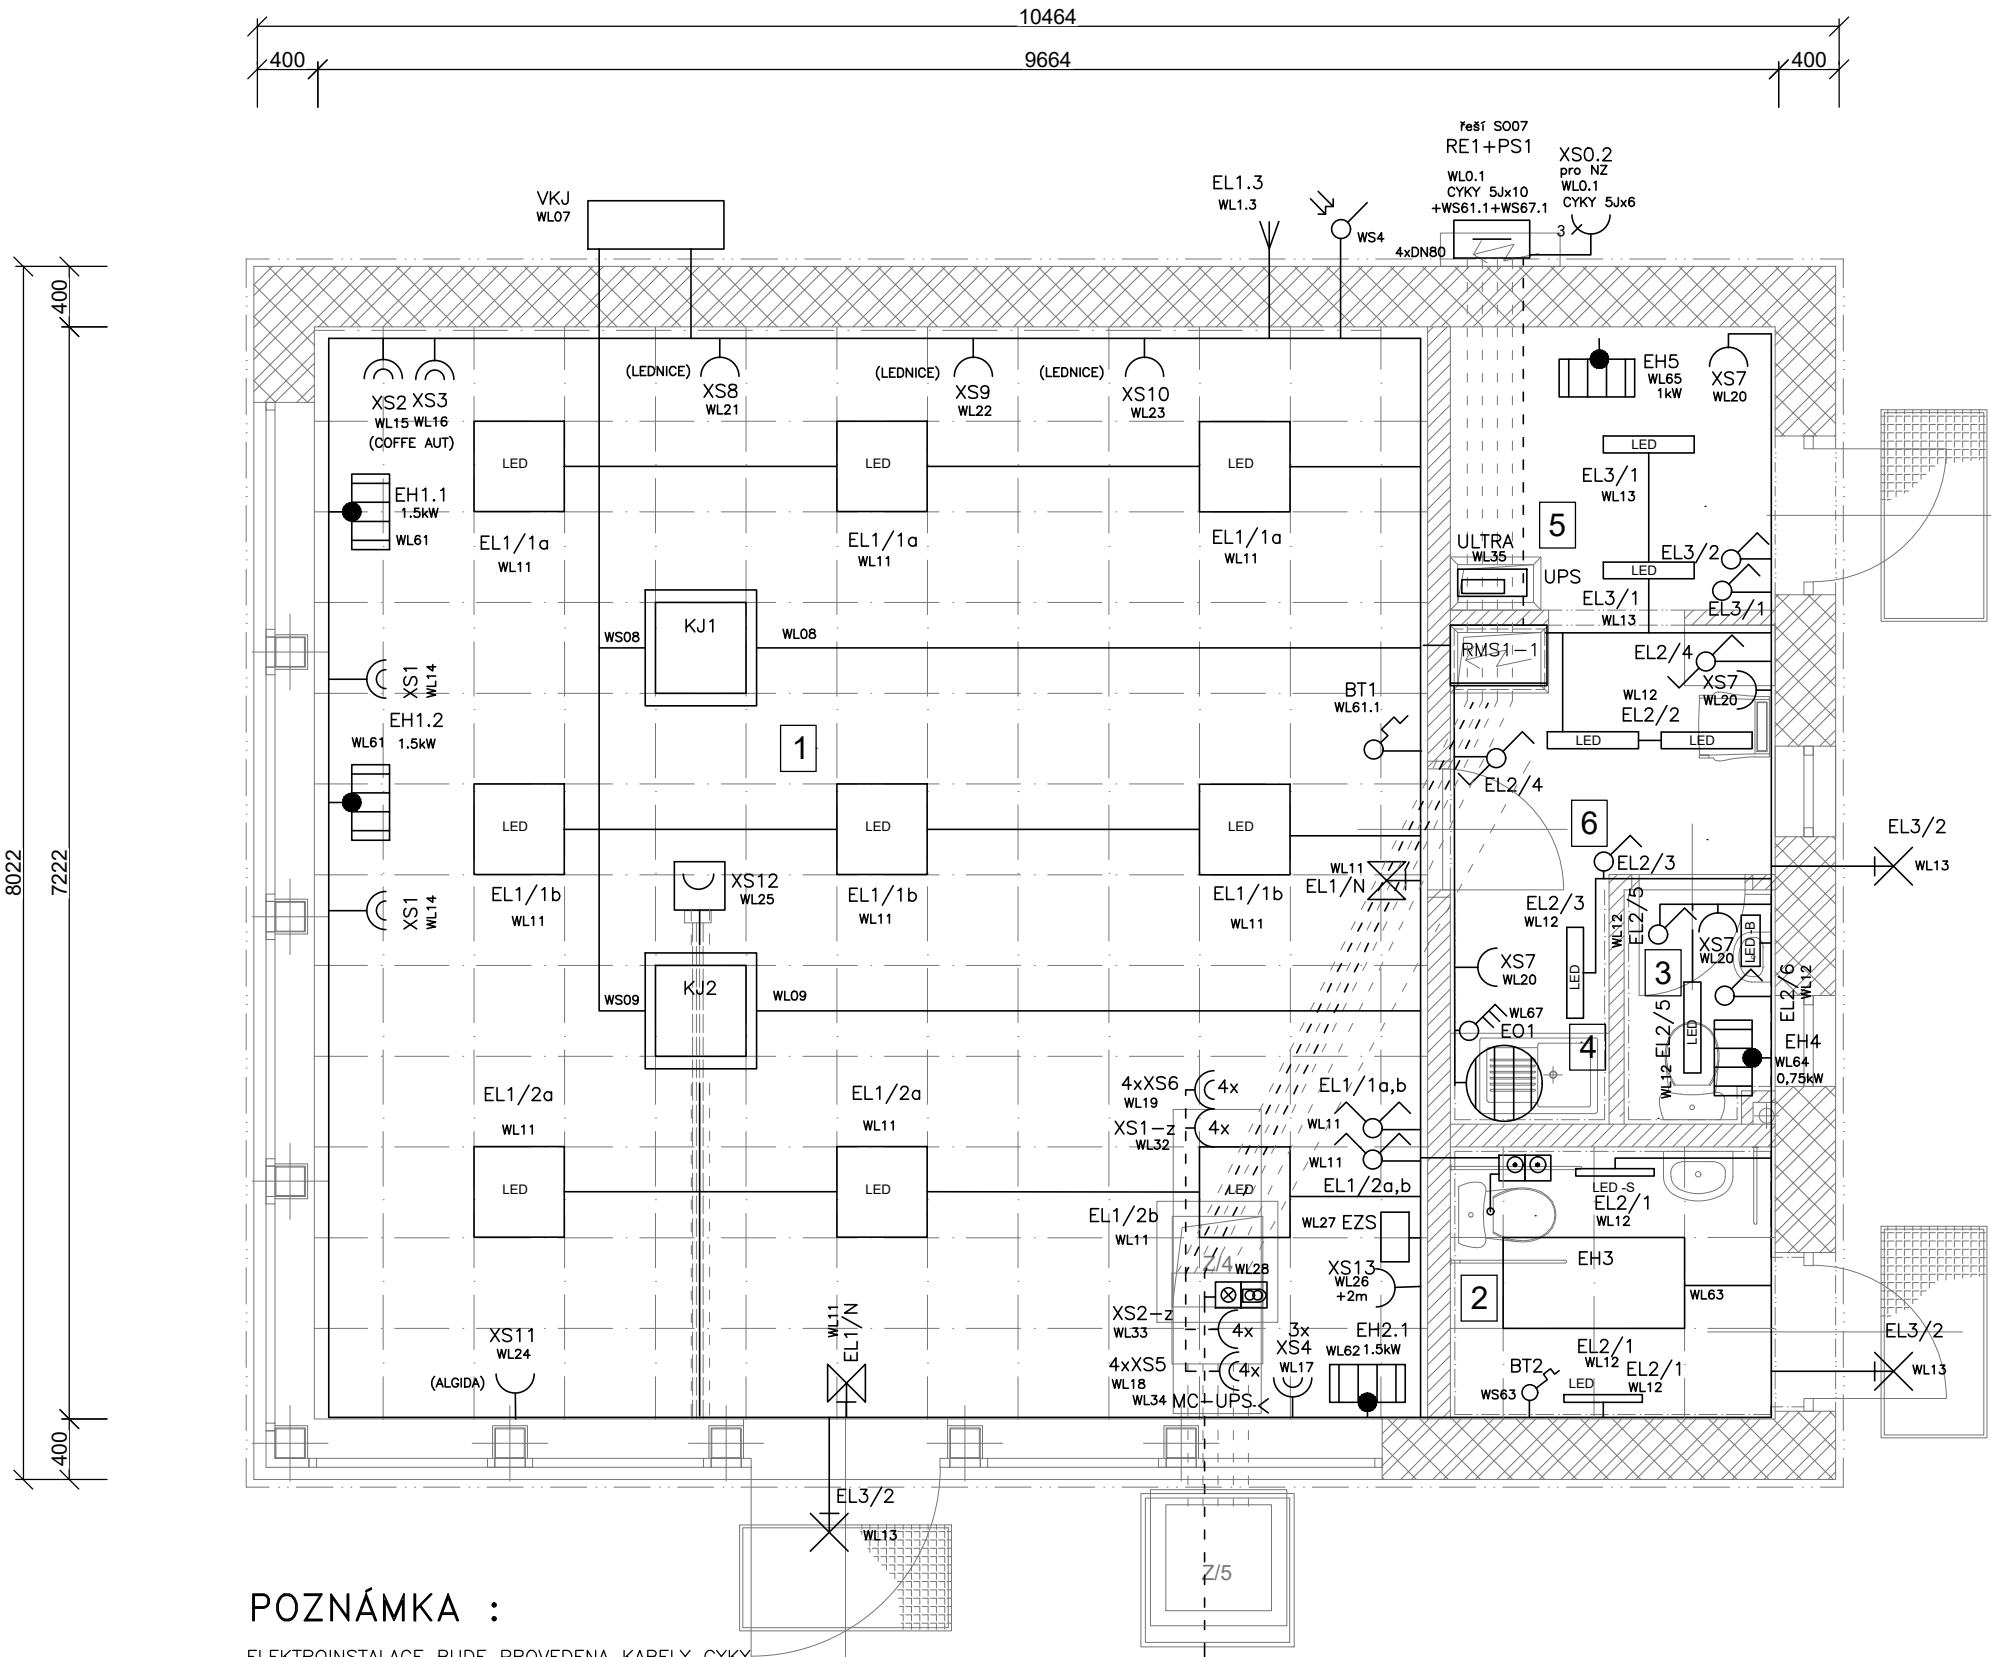 10464
400
9664
400
řeší SO07
RE1+PS1
WL0.1
CYKY 5Jx10
+WS61.1+WS67.1
XS0.2
pro NZ
WL0.1
CYKY 5Jx6
3
4xDN80
VKJ
WL07
EL1.3
WL1.3
WS4
400
8022
7222
400
XS2
WL15
XS3
WL16
(COFFE AUT)
(LEDNICE)
XS8
WL21
(LEDNICE)
XS9
WL22
(LEDNICE)
XS10
WL23
EH5
WL65
1kW
XS7
WL20
LED
EL3/1
WL13
LED
LED
LED
EH1.1
1.5kW
WL61
EL1/1a
WL11
EL1/1a
WL11
EL1/1a
WL11
5
ULTRA
WL35
UPS
EL3/2
LED
EL3/1
WL13
EL3/1
KJ1
WS08
WL08
RMS1-1
EL2/4
XS7
WL20
WL12
EL2/2
LED
LED
XS1
WL14
EH1.2
WL61
1.5kW
BT1
WL61.1
1
EL2/4
6
LED
LED
LED
EL3/2
WL13
WL11
EL1/N
EL2/3
XS12
WL25
EL1/1b
WL11
EL1/1b
WL11
EL1/1b
WL11
XS1
WL14
EL2/3
WL12
WL12
EL2/5
XS7
WL20
LED-B
XS7
WL20
LED
3
EL2/6
WL12
KJ2
WS09
WL09
WL67
EO1
4
WL12
EL2/5
LED
EH4
WL64
0,75kW
4xXS6
WL19
4x
XS1-z
WL32
4x
EL1/1a,b
WL11
WL11
EL1/2a,b
EL1/2a
WL11
EL1/2a
WL11
LED
LED
LED
EL1/2b
WL11
LED -S
EL2/1
WL12
WL27
EZS
Z/4
WL28
XS13
WL26
+2m
EH3
WL63
2
XS2-z
WL33
4x
3x
XS4
WL17
EH2.1
WL62
1.5kW
4xXS5
WL18
4x
WL34
MC-UPS
WL11
EL1/N
XS11
WL24
(ALGIDA)
EL2/1
WL12
EL2/1
WL12
BT2
WS63
LED
EL3/2
WL13
EL3/2
WL13
Z/5
POZNÁMKA :
ELEKTROINSTALACE BUDE PROVEDENA KABELY CYKY